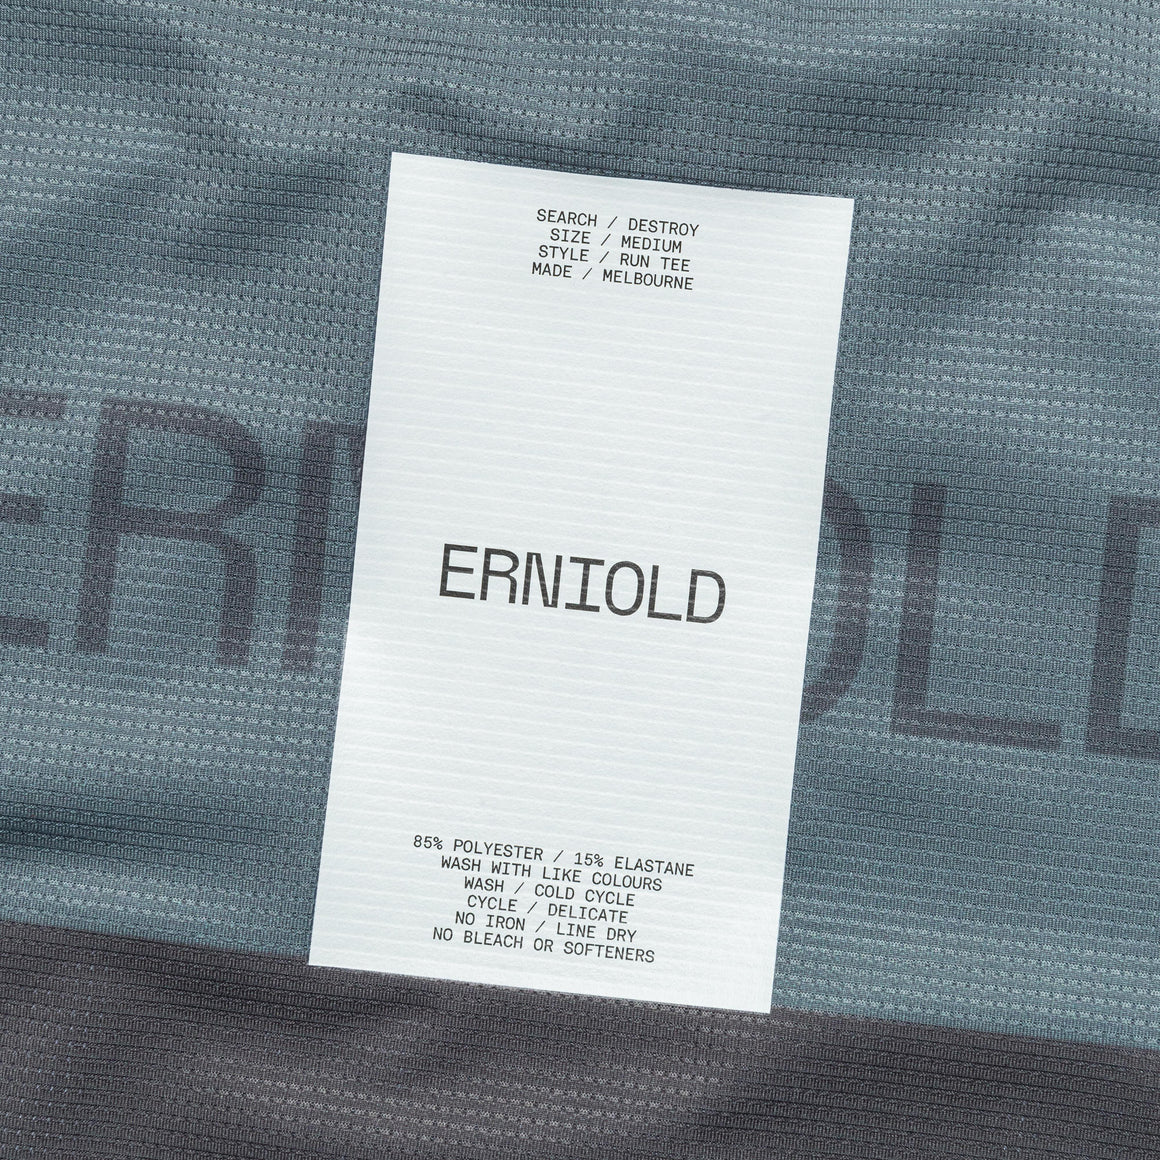 SEARCH / DESTROY
SIZE / MEDIUM
STYLE / RUN TEE
MADE / MELBOURNE
ERNIOLD
85% POLYESTER / 15% ELASTANE
WASH WITH LIKE COLOURS
WASH / COLD CYCLE
CYCLE / DELICATE
NO IRON / LINE DRY
NO BLEACH OR SOFTENERS